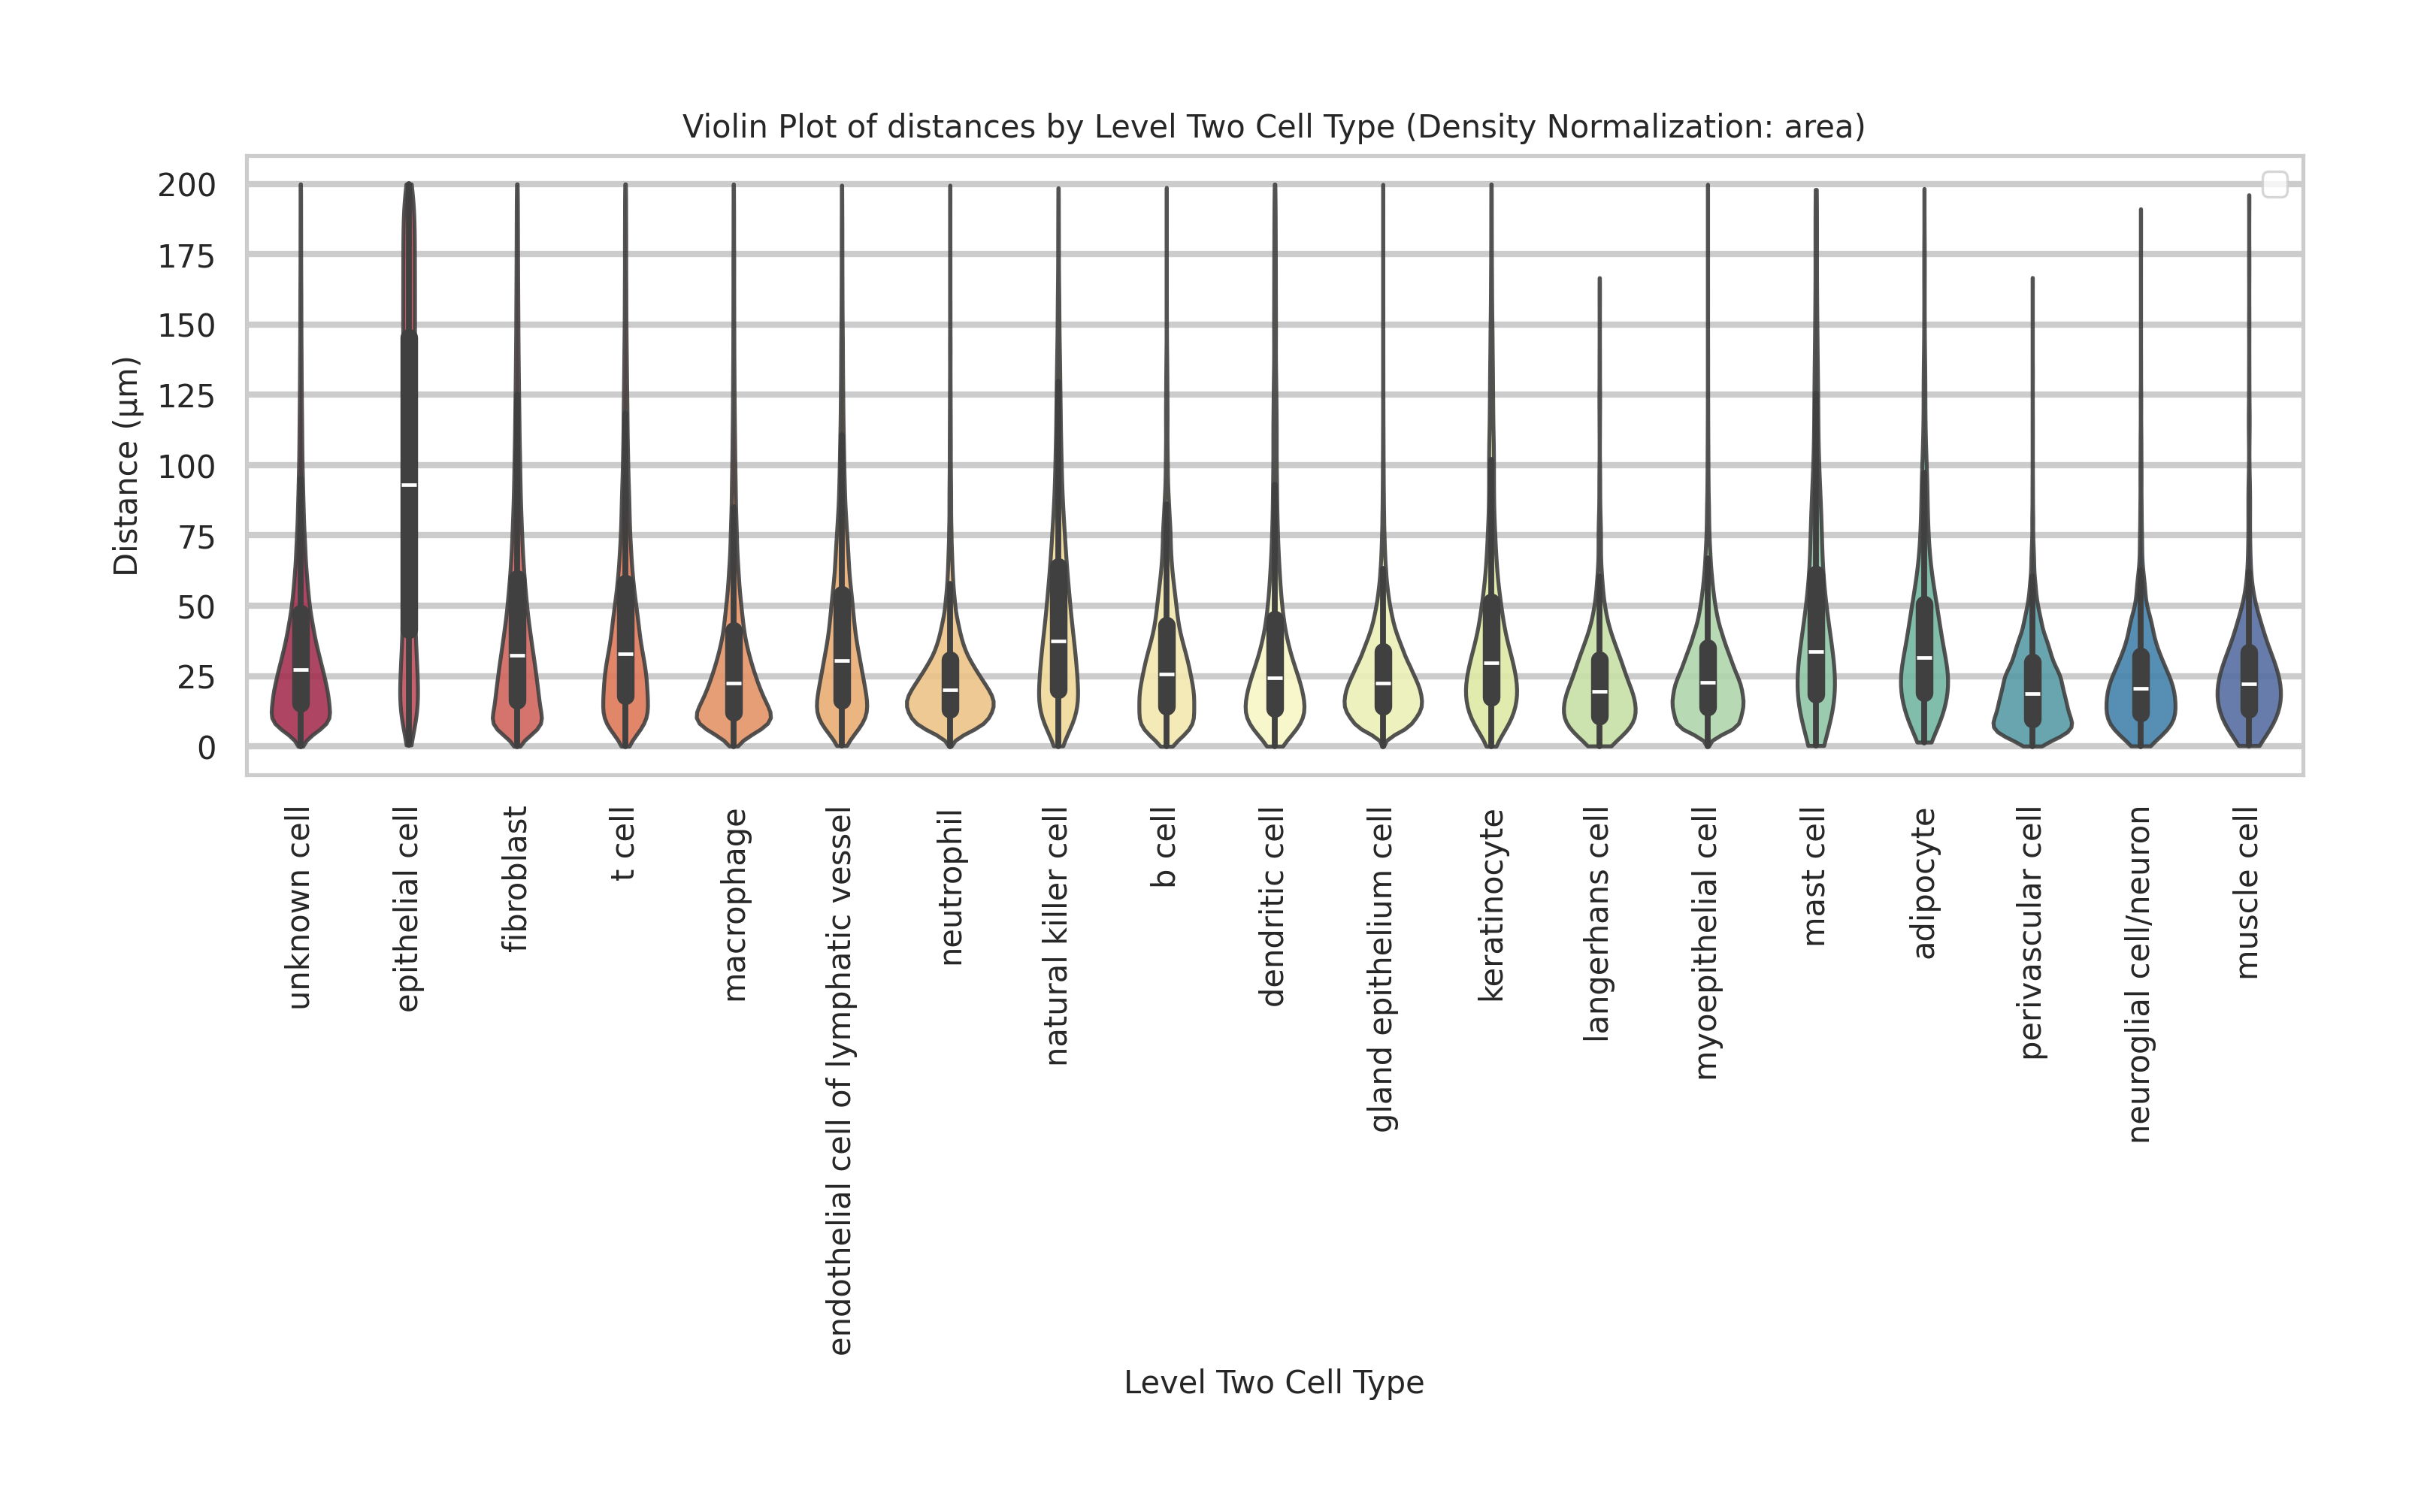 Violin Plot of distances by Level Two Cell Type (Density Normalization: area)
Distance (µm)
200
175
150
125
100
75
50
25
0
unknown cell
epithelial cell
fibroblast
t cell
macrophage
endothelial cell of lymphatic vessel
neutrophil
natural killer cell
b cell
dendritic cell
gland epithelium cell
keratinocyte
langerhans cell
myoepithelial cell
mast cell
adipocyte
perivascular cell
neuroglial cell/neuron
muscle cell
Level Two Cell Type